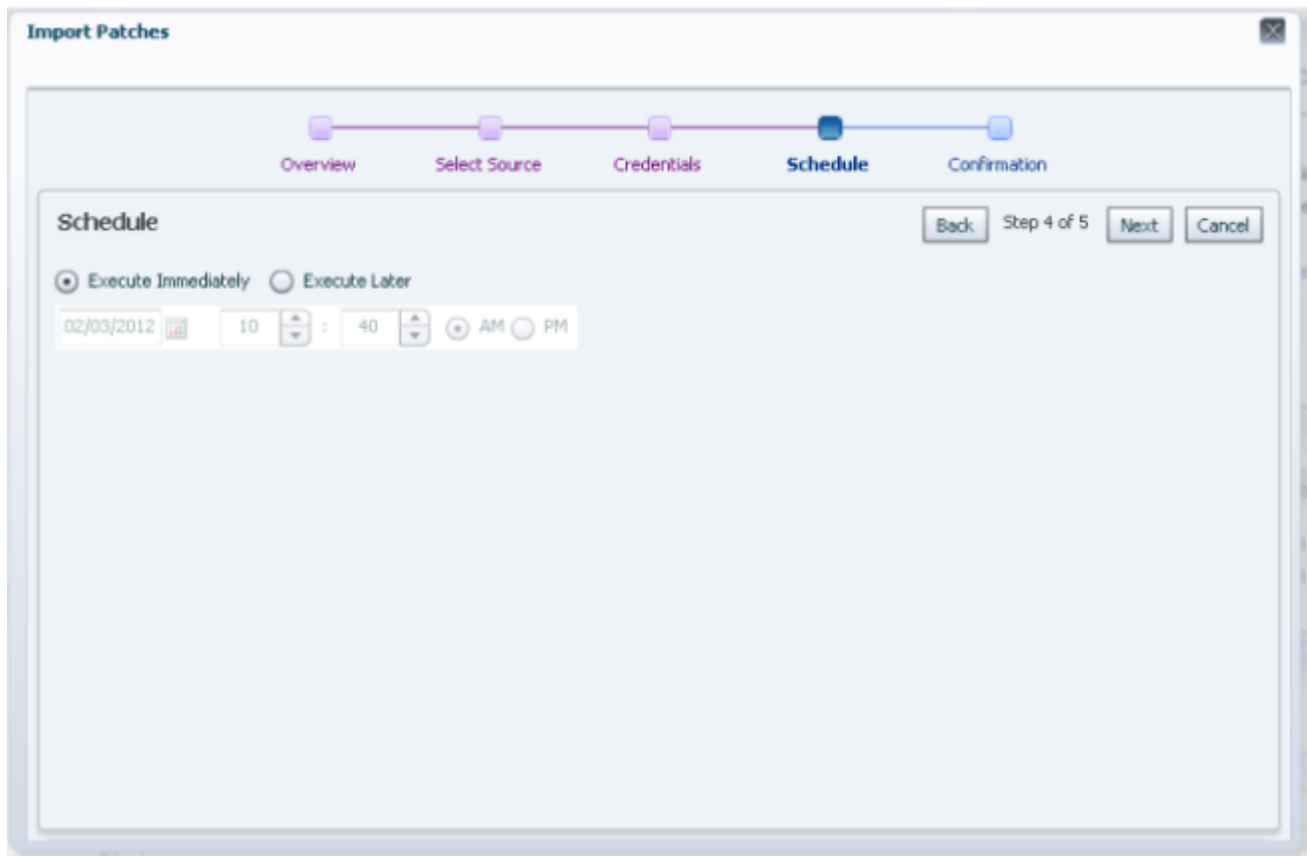 Import Patches
Overview Select Source Credentials Schedule Confirmation
Schedule Back Step 4 of 5 Next Cancel
Execute Immediately Execute Later
02/03/2012 10 : 40 AM PM